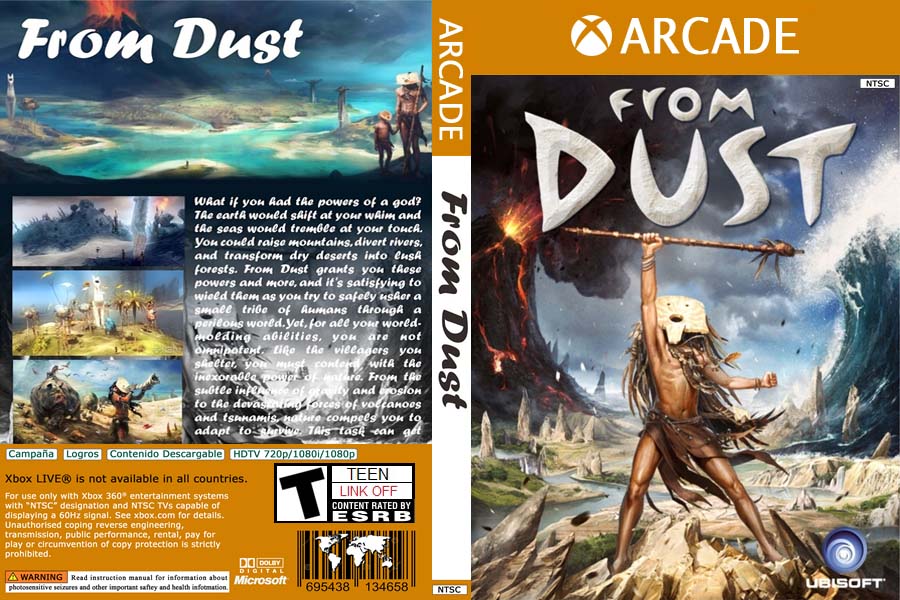 From Dust
What if you had the powers of a god?
The earth would shift at your whim and
the seas would tremble at your touch.
You could raise mountains, divert rivers,
and transform dry deserts into lush
forests. From Dust grants you these
powers and more, and it's satisfying to
wield them as you try to safely usher a
small tribe of humans through a
perilous world. Yet, for all your world-
molding abilities, you are not
omnipotent. Like the villagers you
shelter, you must contend with the
inexorable power of nature. From the
subtle influence of gravity and erosion
to the devastating forces of volcanoes
and tsunamis, nature compels you to
adapt to survive. This task can get
Campaña Logros Contenido Descargable HDTV 720p/1080i/1080p
Xbox LIVE® is not available in all countries.
For use only with Xbox 360® entertainment systems
with “NTSC” designation and NTSC TVs capable of
displaying a 60Hz signal. See xbox.com for details.
Unauthorised coping reverse engineering,
transmission, public performance, rental, pay for
play or circumvention of copy protection is strictly
prohibited.
T
TEEN
LINK OFF
CONTENT RATED BY
ESRB
WARNING Read instruction manual for information about
photosensitive seizures and other important saftey and health infotmation.
DOLBY
DIGITAL
Microsoft
695438 134658
ARCADE
From Dust
NTSC
ARCADE
NTSC
FROM
DUST
UBISOFT